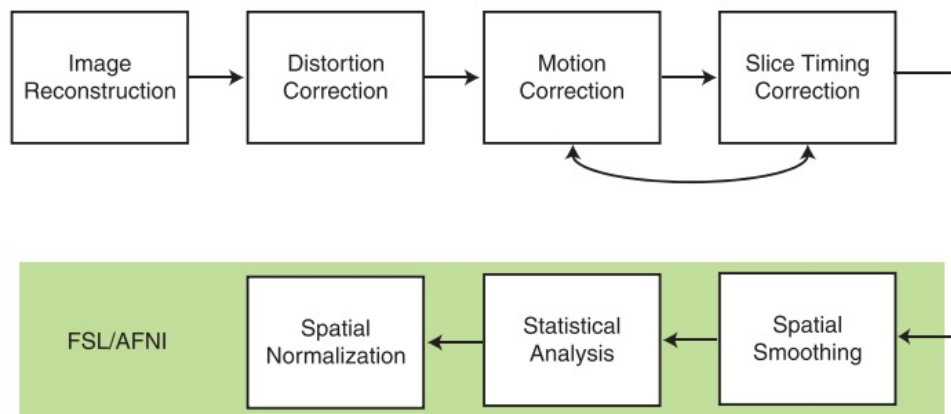 Image
Reconstruction
Distortion
Correction
Motion
Correction
Slice Timing
Correction
FSL/AFNI
Spatial
Normalization
Statistical
Analysis
Spatial
Smoothing